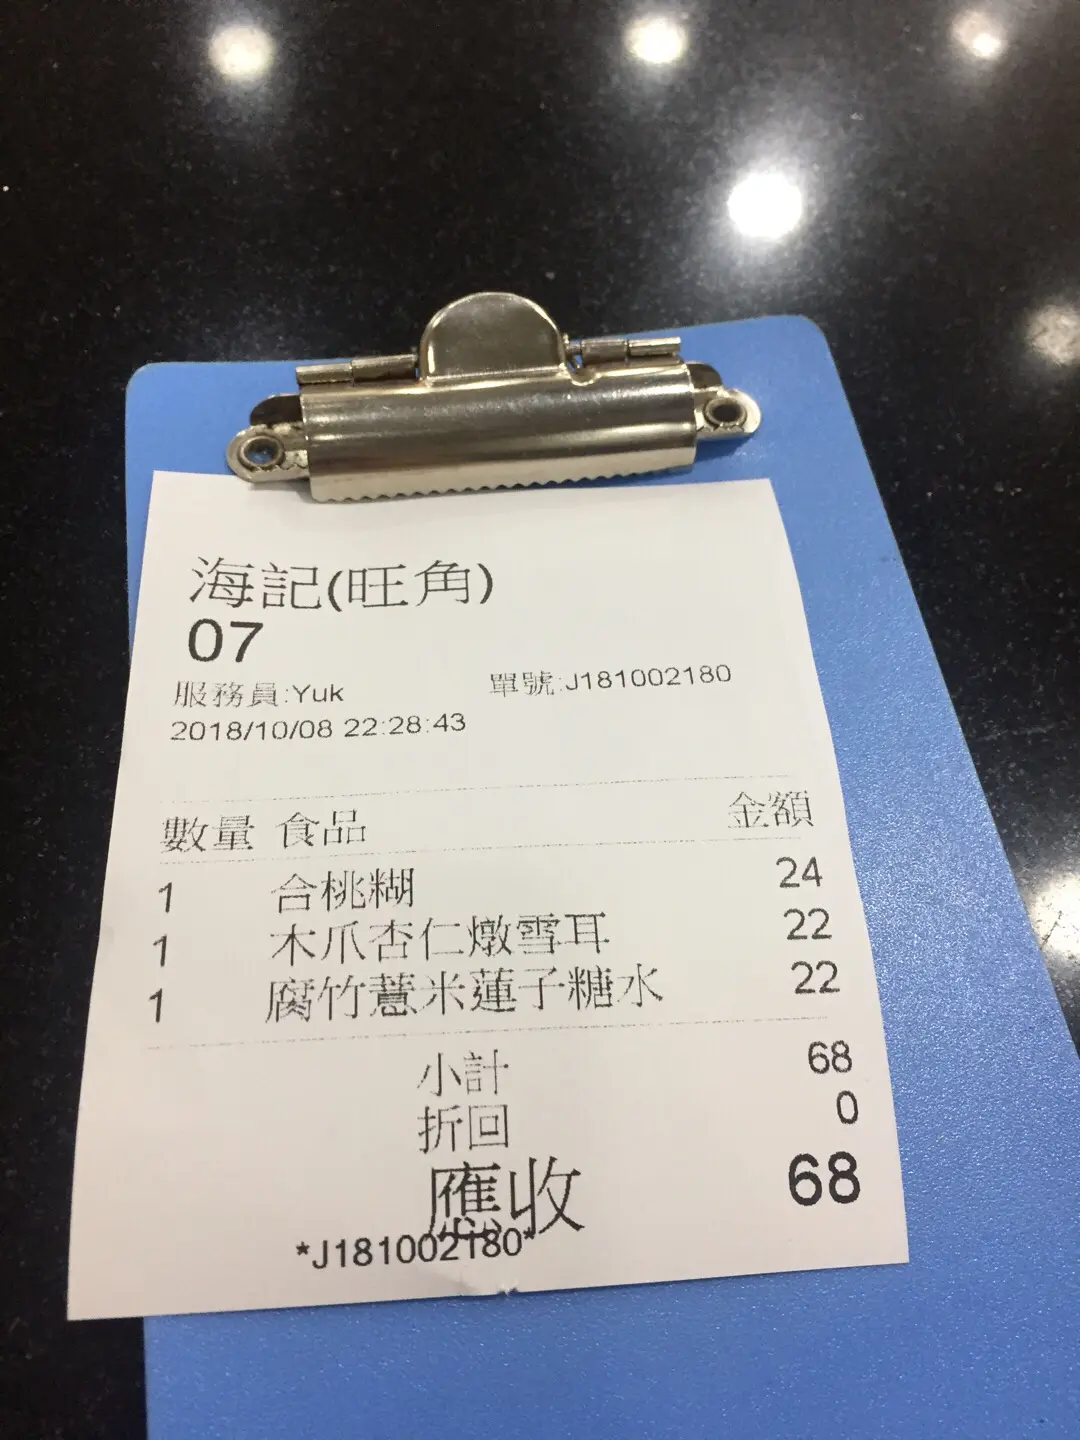 海記(旺角)
07
服務員:Yuk 單號:J181002180
2018/10/08 22:28:43
數量 食品 金額
1 合桃糊 24
1 木爪杏仁燉雪耳 22
1 腐竹薏米蓮子糖水 22
小計 68
折回 0
應收 68
*J181002180*